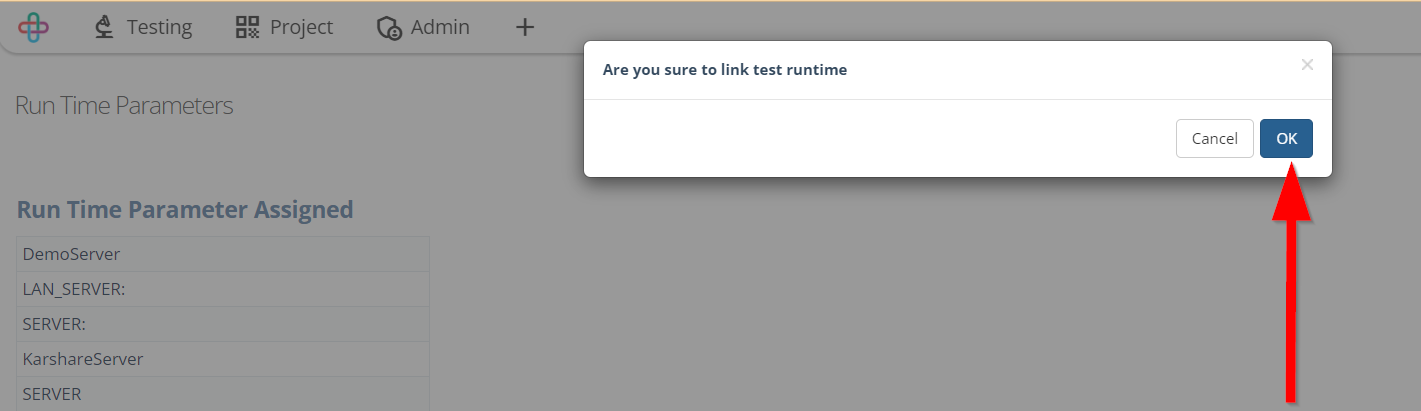 Testing
Project
Admin
Are you sure to link test runtime
Run Time Parameters
Cancel
OK
Run Time Parameter Assigned
DemoServer
LAN_SERVER:
SERVER:
KarshareServer
SERVER